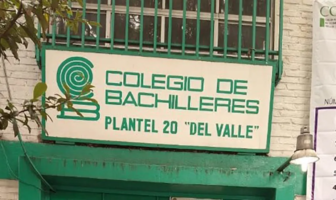 COLEGIO DE
BACHILLERES
PLANTEL 20 "DEL VALLE"